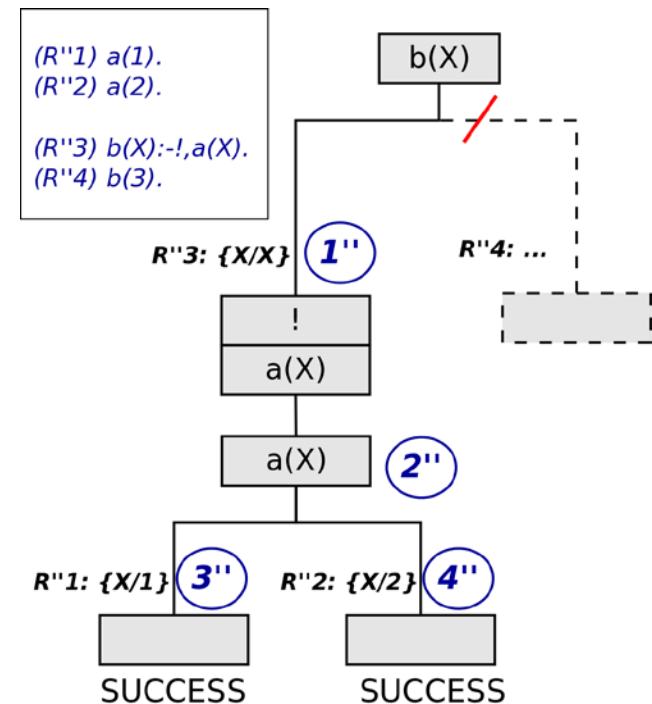 (R''1) a(1).
(R''2) a(2).
(R''3) b(X):-!,a(X).
(R''4) b(3).
b(X)
R''3: {X/X}
1''
R''4: ...
!
a(X)
a(X)
2''
R''1: {X/1}
3''
R''2: {X/2}
4''
SUCCESS
SUCCESS